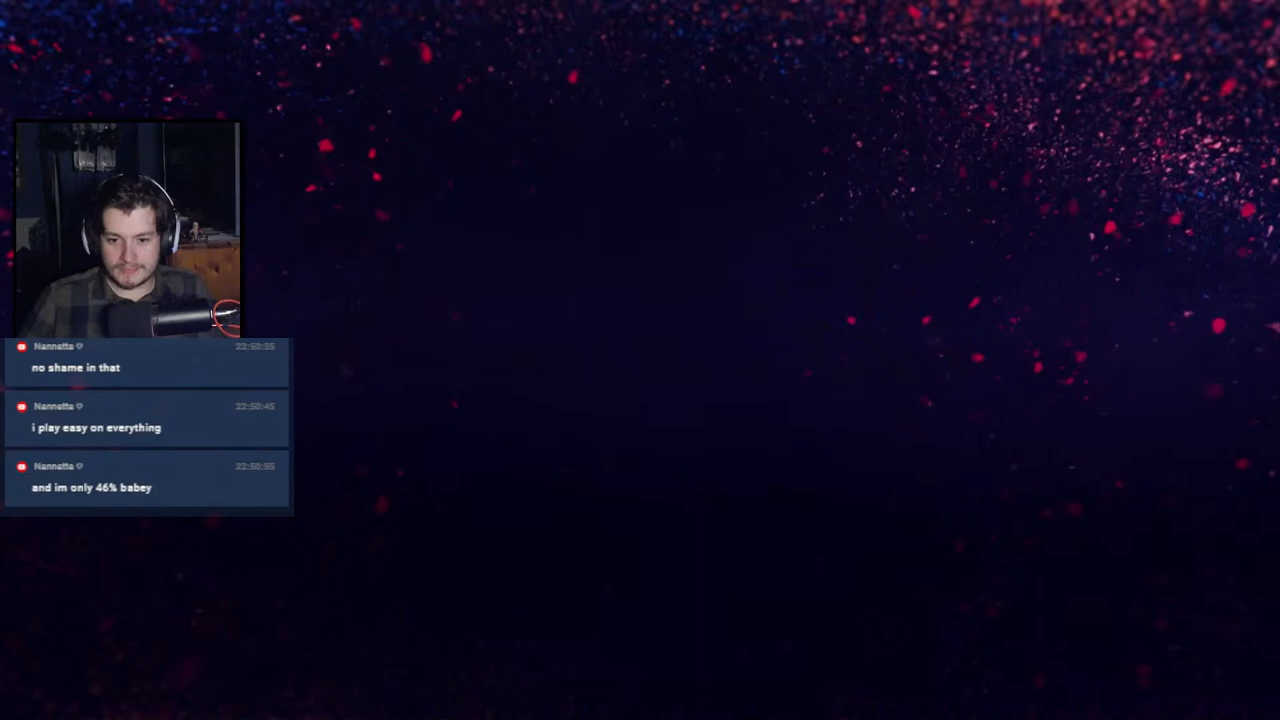 Nannette ♡ 22:50:35
no shame in that
Nannette ♡ 22:50:45
i play easy on everything
Nannette ♡ 22:50:55
and im only 46% babey